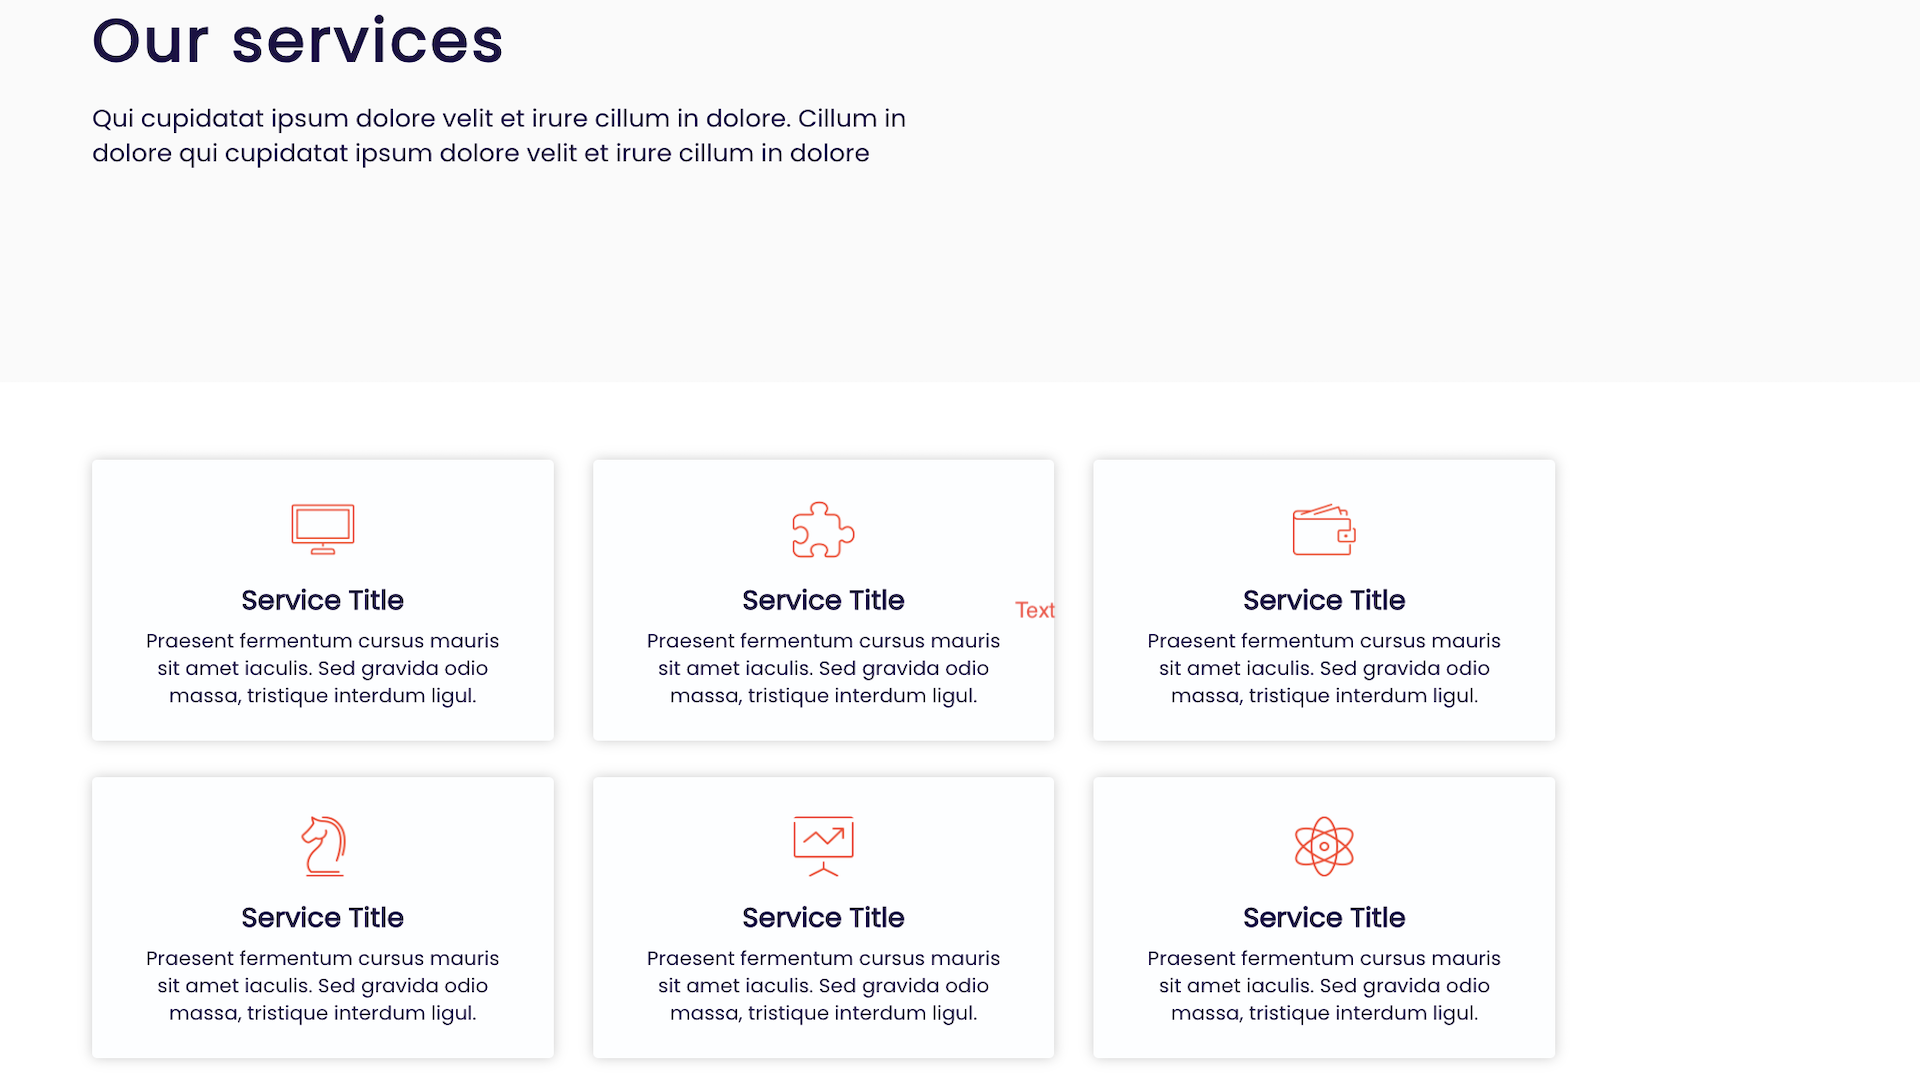 Our services
Qui cupidatat ipsum dolore velit et irure cillum in dolore. Cillum in
dolore qui cupidatat ipsum dolore velit et irure cillum in dolore
Service Title
Praesent fermentum cursus mauris
sit amet iaculis. Sed gravida odio
massa, tristique interdum ligul.
Service Title
Praesent fermentum cursus mauris
sit amet iaculis. Sed gravida odio
massa, tristique interdum ligul.
Text
Service Title
Praesent fermentum cursus mauris
sit amet iaculis. Sed gravida odio
massa, tristique interdum ligul.
Service Title
Praesent fermentum cursus mauris
sit amet iaculis. Sed gravida odio
massa, tristique interdum ligul.
Service Title
Praesent fermentum cursus mauris
sit amet iaculis. Sed gravida odio
massa, tristique interdum ligul.
Service Title
Praesent fermentum cursus mauris
sit amet iaculis. Sed gravida odio
massa, tristique interdum ligul.